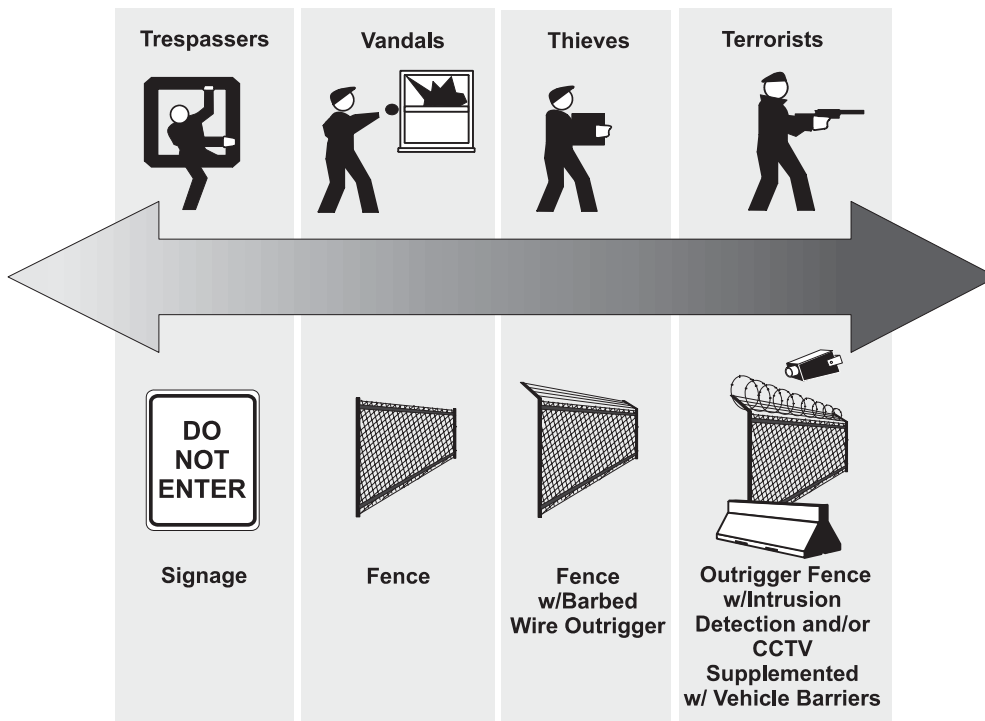 Trespassers
Vandals
Thieves
Terrorists
DO
NOT
ENTER
Signage
Fence
Fence
w/Barbed
Wire Outrigger
Outrigger Fence
w/Intrusion
Detection and/or
CCTV
Supplemented
w/ Vehicle Barriers